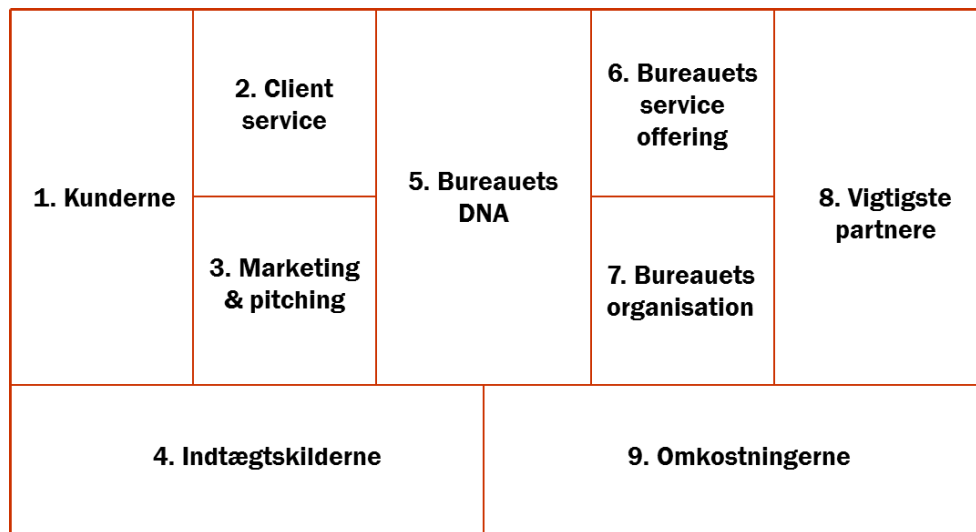 1. Kunderne
2. Client
service
3. Marketing
& pitching
4. Indtægtskilderne
5. Bureauets
DNA
6. Bureauets
service
offering
7. Bureauets
organisation
8. Vigtigste
partnere
9. Omkostningerne